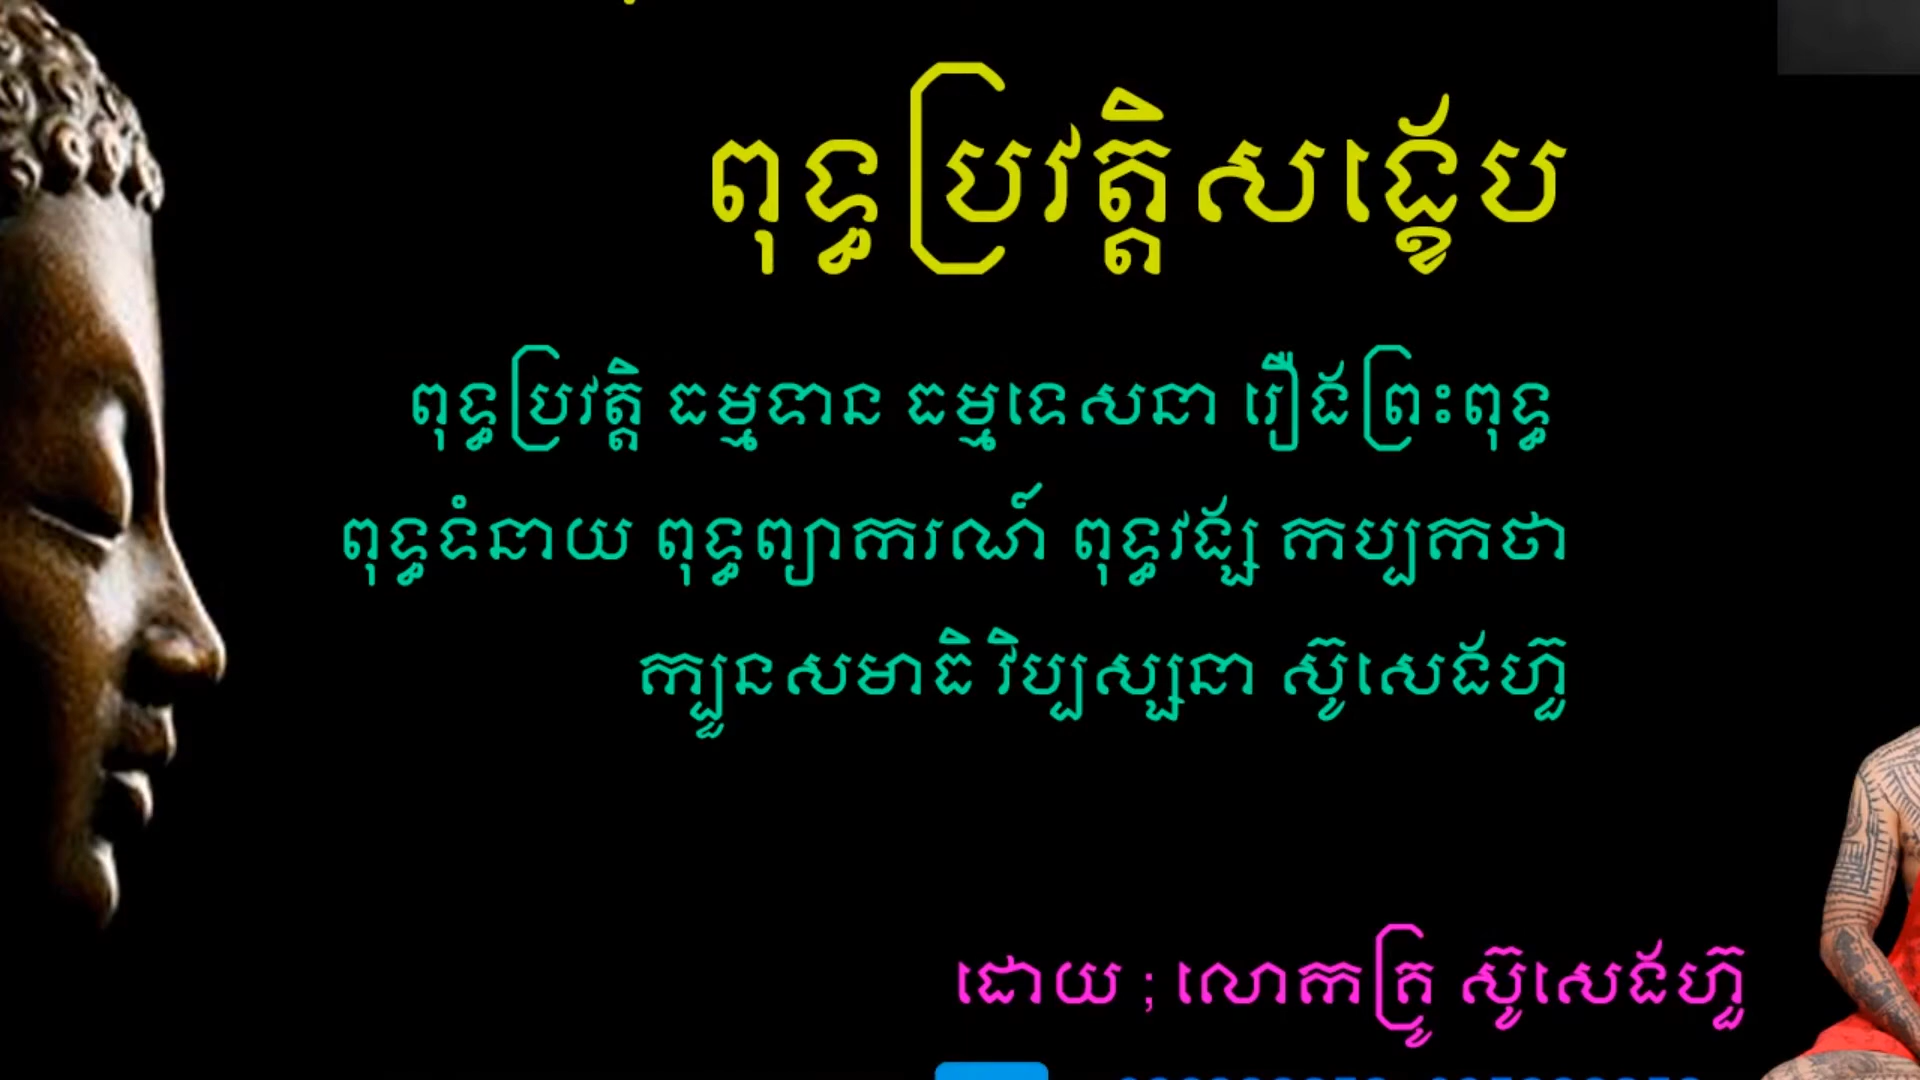 ពុទ្ធប្រវត្តិសង្ខេប
ពុទ្ធប្រវត្តិ ធម្មទាន ធម្មទេសនា រឿងព្រះពុទ្ធ
ពុទ្ធទំនាយ ពុទ្ធព្យាករណ៍ ពុទ្ធវង្ស កប្បកថា
ក្បួនសមាធិ វិប្បស្សនា ស៊ូសេងហ៊ួ
ដោយ ; លោកគ្រូ ស៊ូសេងហ៊ួ